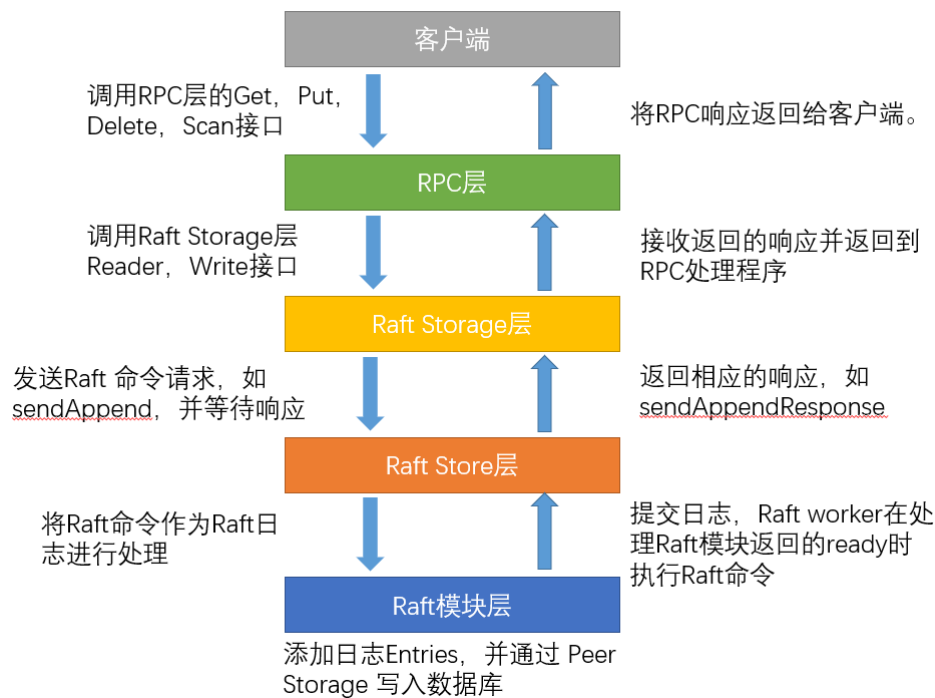 客户端
调用RPC层的Get，Put，
Delete，Scan接口
将RPC响应返回给客户端。
RPC层
调用Raft Storage层
Reader，Write接口
接收返回的响应并返回到
RPC处理程序
Raft Storage层
发送Raft 命令请求，如
sendAppend，并等待响应
返回相应的响应，如
sendAppendResponse
Raft Store层
将Raft命令作为Raft日
志进行处理
提交日志，Raft worker在处
理Raft模块返回的ready时
执行Raft命令
Raft模块层
添加日志Entries，并通过 Peer
Storage 写入数据库